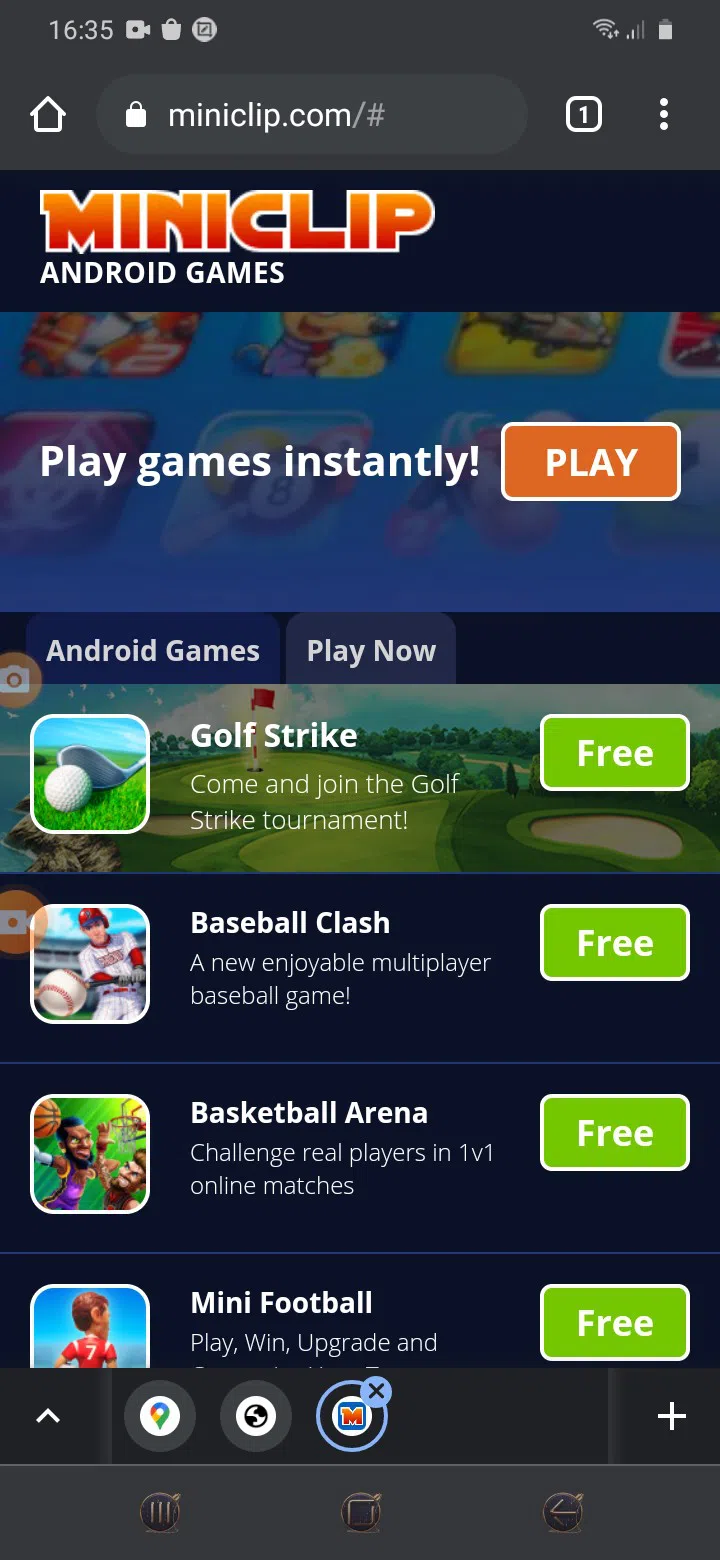 16:35
miniclip.com/#
1
MINICLIP
ANDROID GAMES
Play games instantly!
PLAY
Android Games
Play Now
Golf Strike
Come and join the Golf
Strike tournament!
Free
Baseball Clash
A new enjoyable multiplayer
baseball game!
Free
Basketball Arena
Challenge real players in 1v1
online matches
Free
Mini Football
Play, Win, Upgrade and
Free